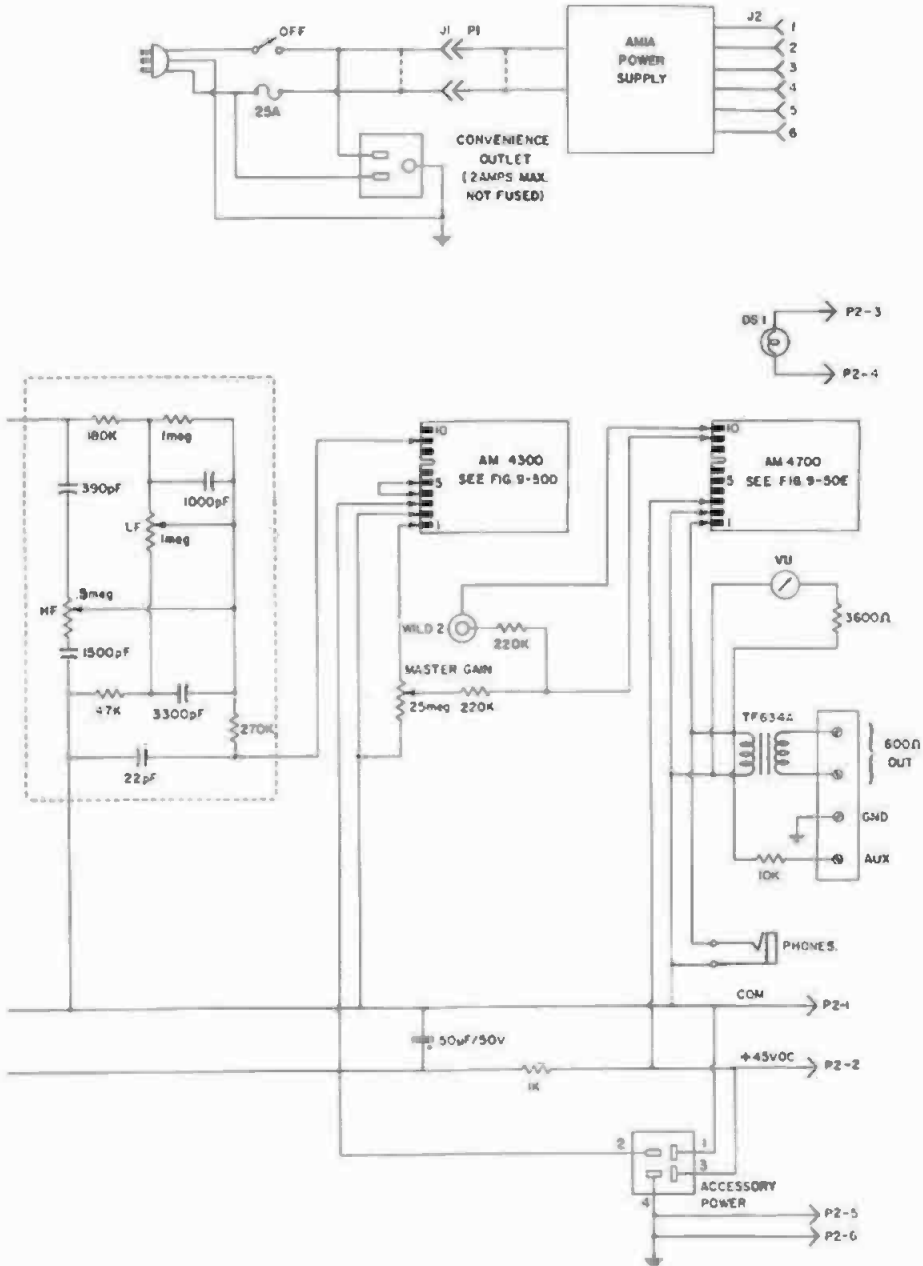 OFF
J1 P1
J2
1
2
3
4
5
6
AMIA
POWER
SUPPLY
25A
CONVENIENCE
OUTLET
(2AMPS MAX.
NOT FUSED)
DS1
P2-3
P2-4
180K
1meg
390pF
1000pF
LF
1meg
.5meg
HF
1500pF
47K
3300pF
270K
22pF
10
5
1
AM 4300
SEE FIG. 9-50D
10
5
1
AM 4700
SEE FIG 9-50E
VU
3600Ω
WILD 2
220K
MASTER GAIN
.25meg
220K
TF634A
600Ω
OUT
GND
AUX
10K
PHONES.
COM
P2-1
50µF/50V
+45VDC
P2-2
1K
2
1
3
4
ACCESSORY
POWER
P2-5
P2-6